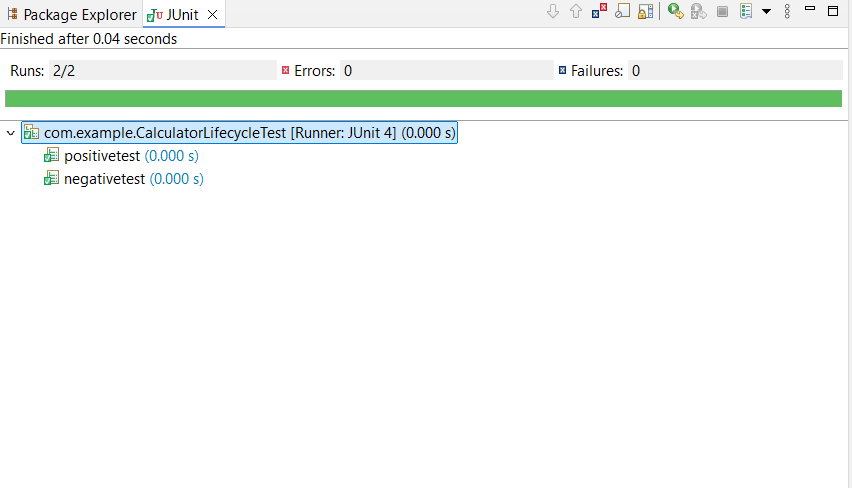 Package Explorer JUnit
Finished after 0.04 seconds
Runs: 2/2 Errors: 0 Failures: 0
com.example.CalculatorLifecycleTest [Runner: JUnit 4] (0.000 s)
positivetest (0.000 s)
negativetest (0.000 s)